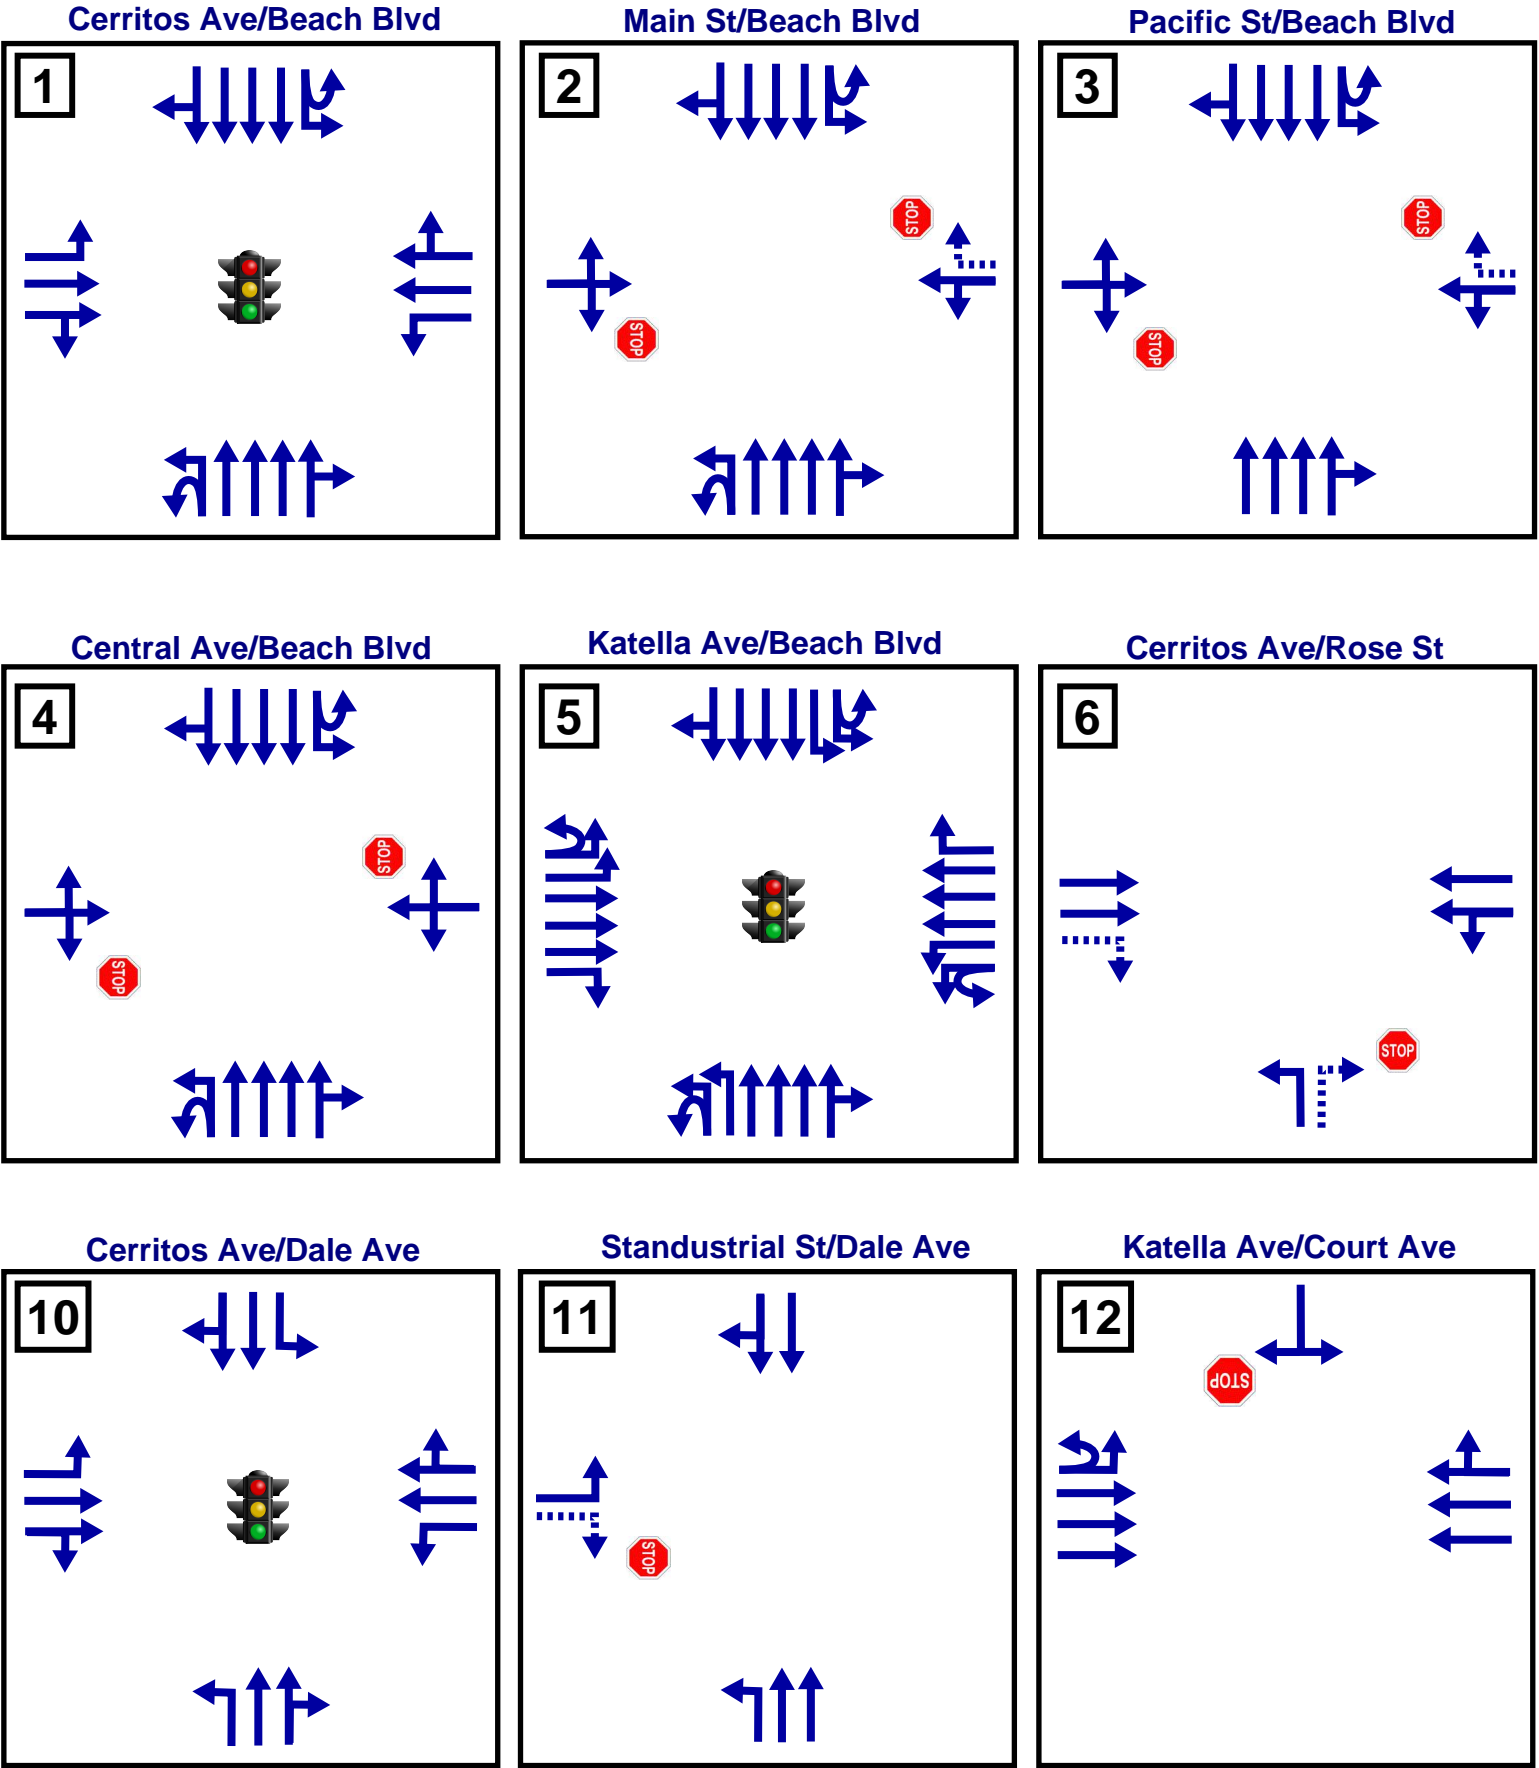 Cerritos Ave/Beach Blvd
Main St/Beach Blvd
Pacific St/Beach Blvd
1
2
3
STOP
STOP
STOP
STOP
Central Ave/Beach Blvd
Katella Ave/Beach Blvd
Cerritos Ave/Rose St
4
5
6
STOP
STOP
STOP
Cerritos Ave/Dale Ave
Standustrial St/Dale Ave
Katella Ave/Court Ave
10
11
12
STOP
STOP